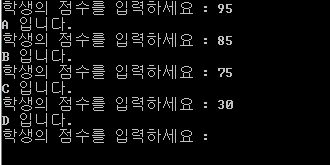 학생의 점수를 입력하세요 : 95
A 입니다.
학생의 점수를 입력하세요 : 85
B 입니다.
학생의 점수를 입력하세요 : 75
C 입니다.
학생의 점수를 입력하세요 : 30
D 입니다.
학생의 점수를 입력하세요 :